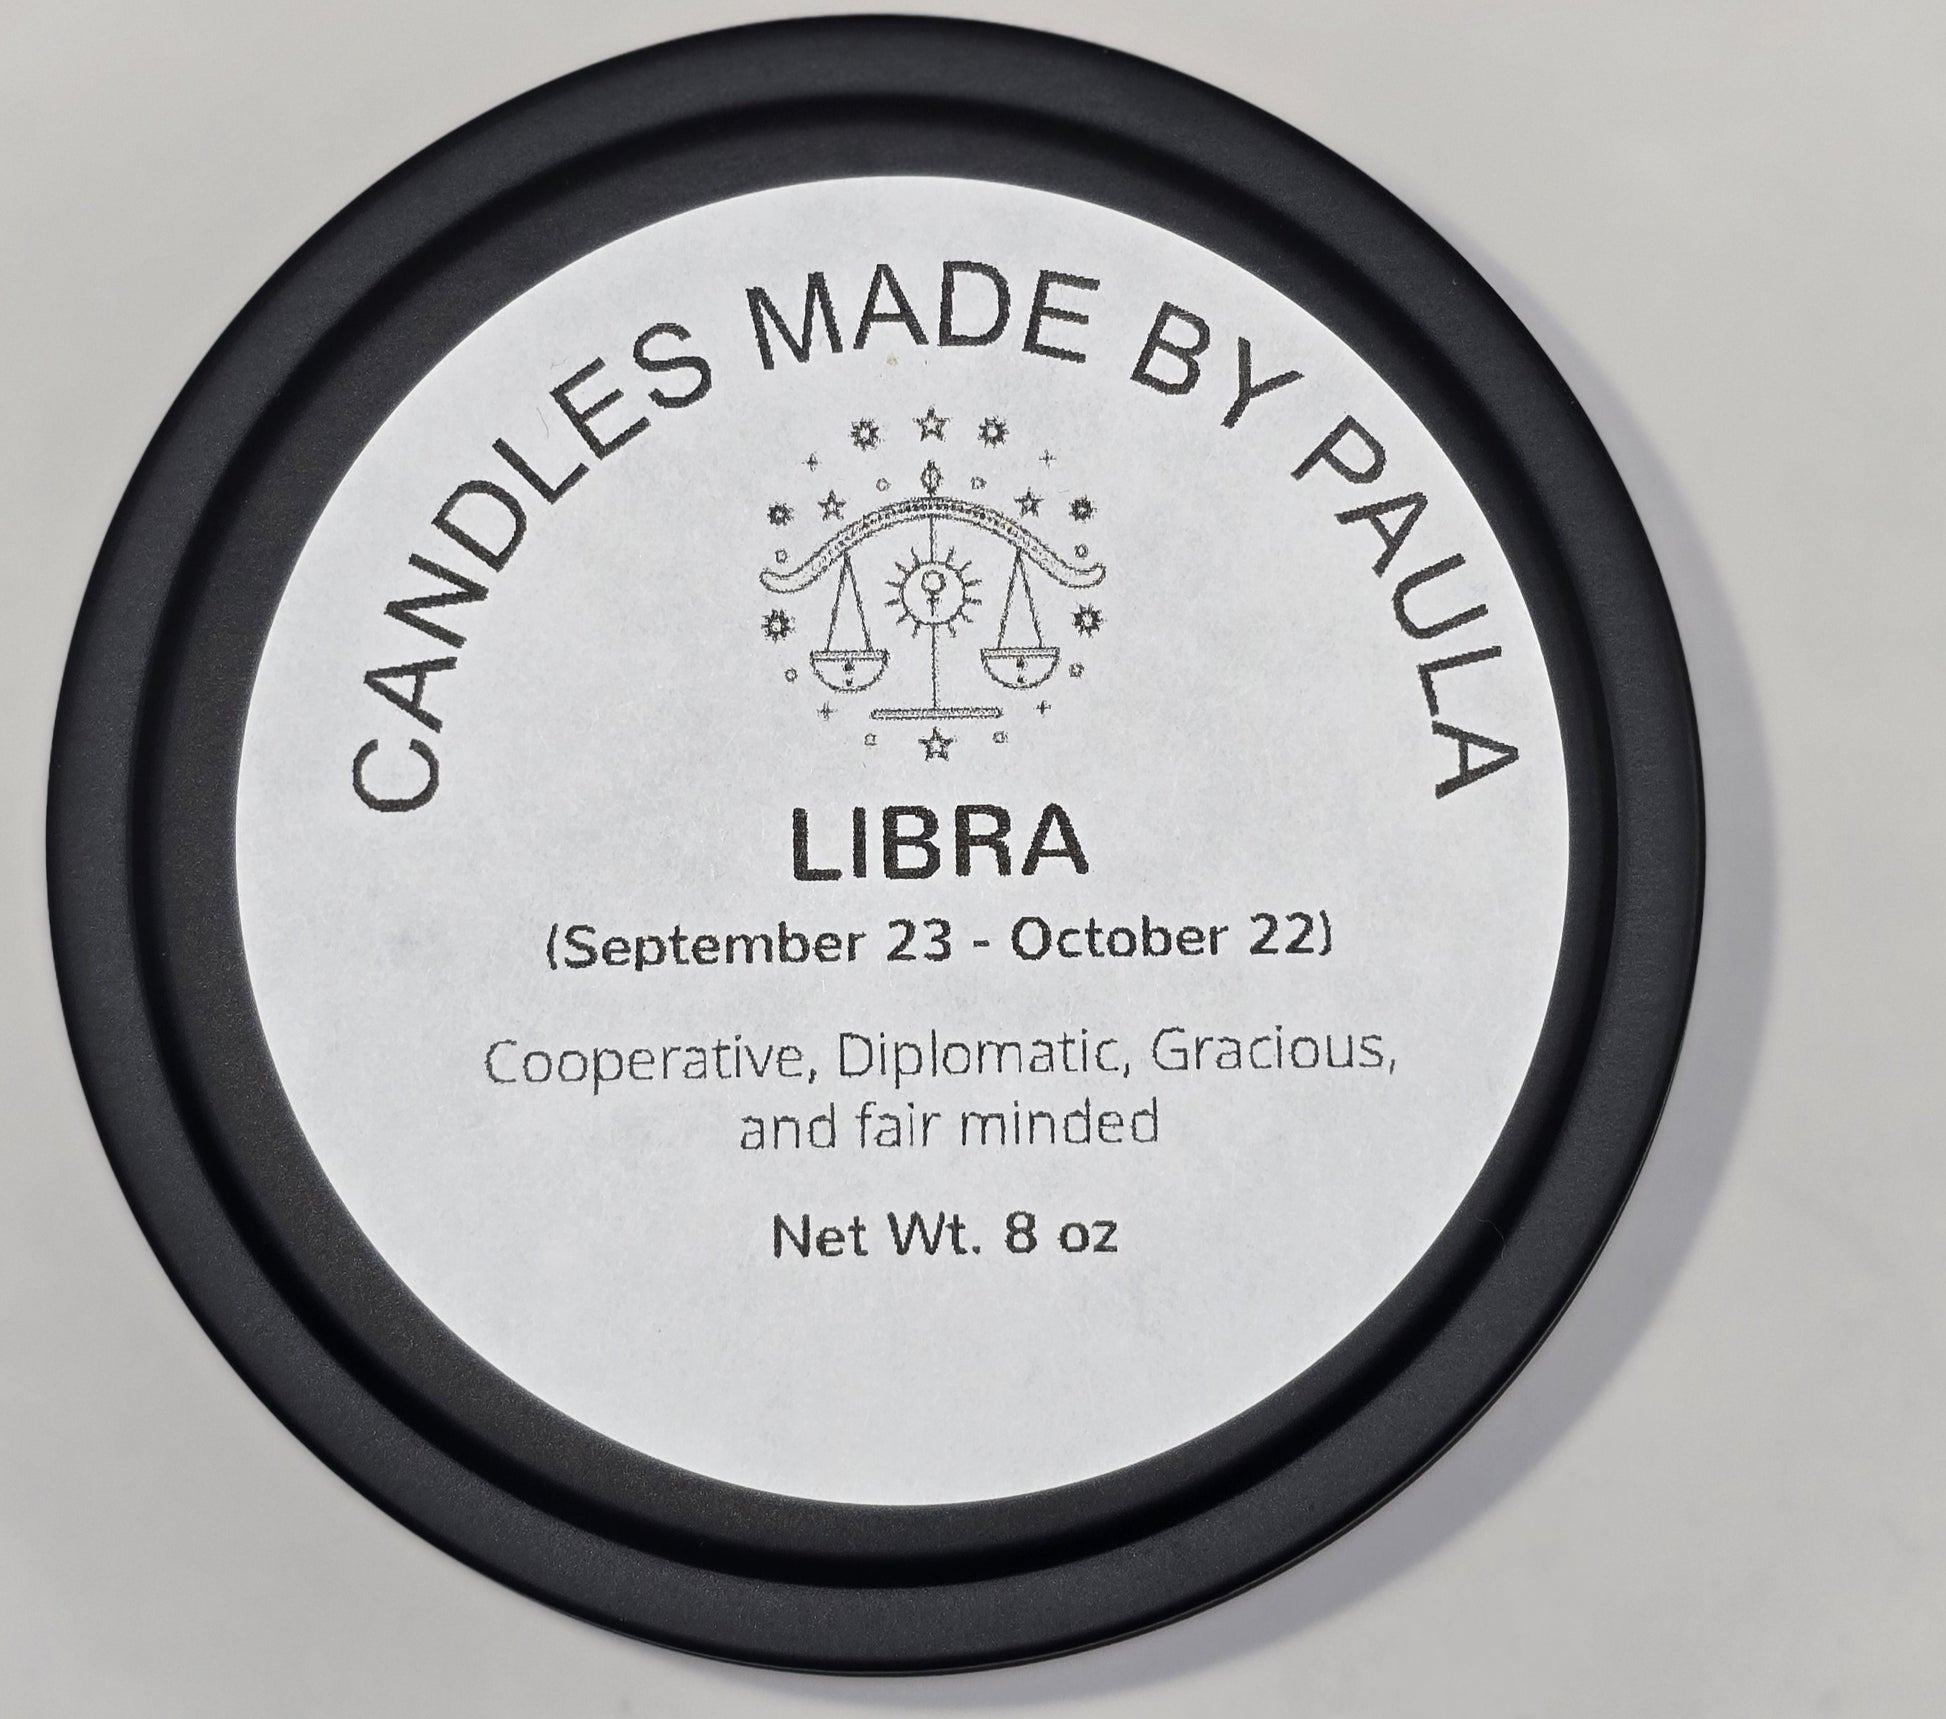 CANDLES MADE BY PAULA
LIBRA
(September 23 - October 22)
Cooperative, Diplomatic, Gracious,
and fair minded
Net Wt. 8 oz